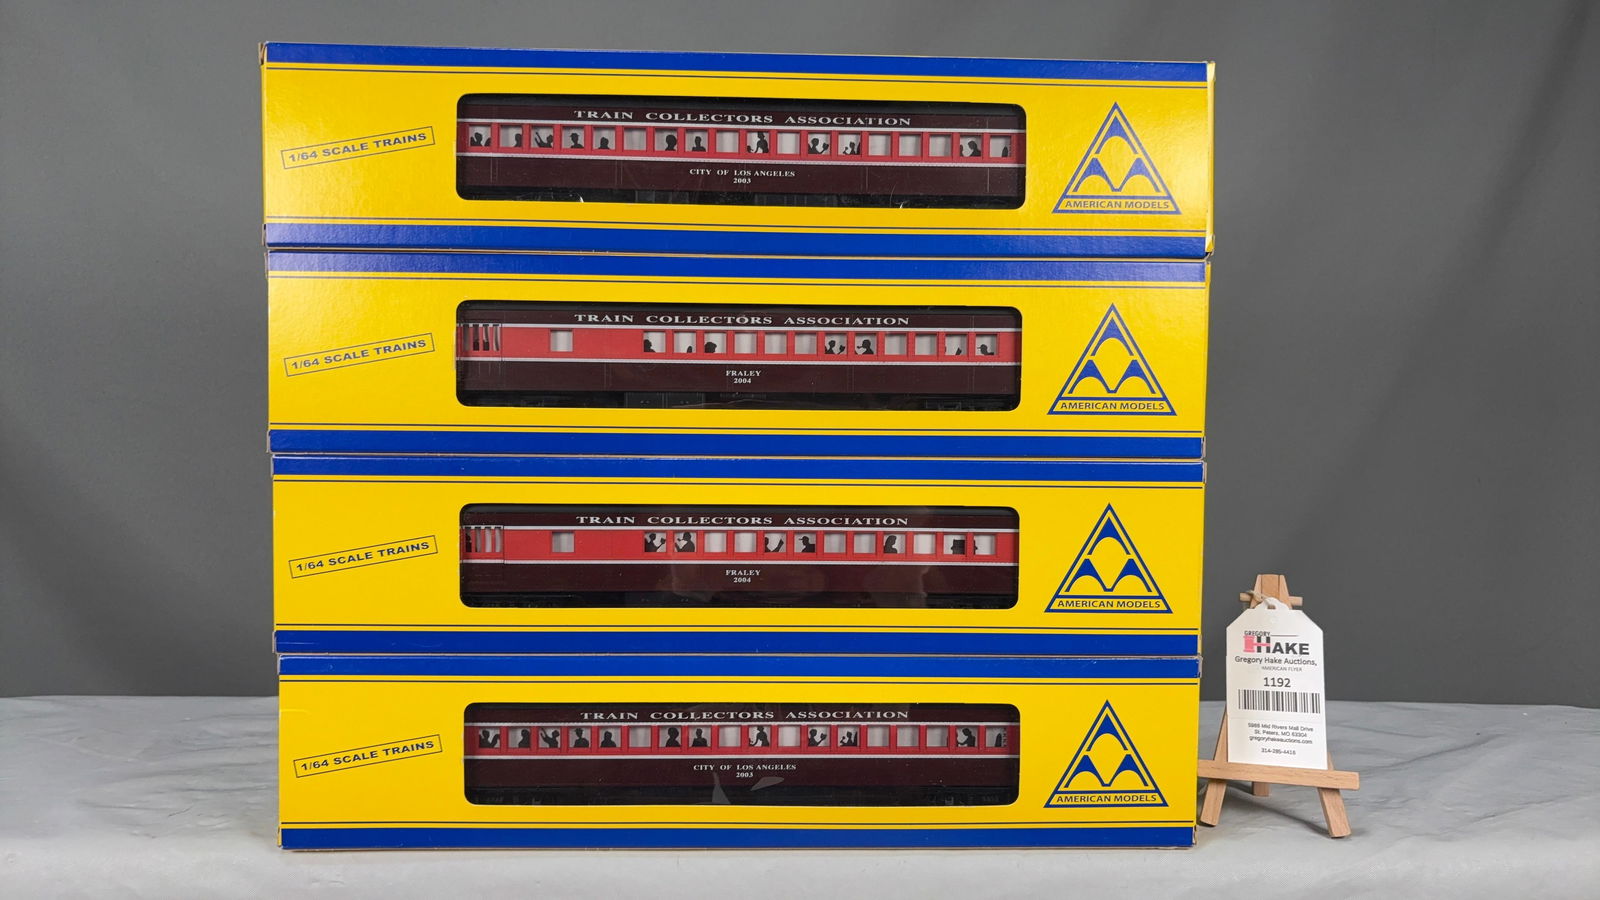 1/64 SCALE TRAINS
TRAIN COLLECTORS ASSOCIATION
CITY OF LOS ANGELES
2003
AMERICAN MODELS
1/64 SCALE TRAINS
TRAIN COLLECTORS ASSOCIATION
FRALEY
2004
AMERICAN MODELS
1/64 SCALE TRAINS
TRAIN COLLECTORS ASSOCIATION
FRALEY
2004
AMERICAN MODELS
1/64 SCALE TRAINS
TRAIN COLLECTORS ASSOCIATION
CITY OF LOS ANGELES
2003
AMERICAN MODELS
GREGORY
HAKE
Gregory Hake Auctions,
AMERICAN FLYER
1192
5988 Mid Rivers Mall Drive
St. Peters, MO 63304
gregoryhakeauctions.com
314-285-4416